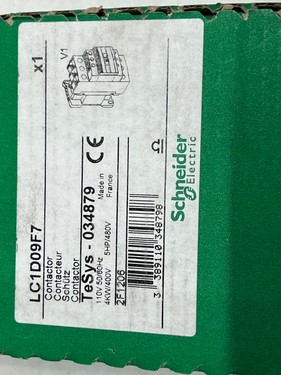 x1
V1
LC1D09F7
Contactor
Contacteur
Schütz
Contactor
TeSys - 034879
110V 50/60Hz
4KW/400V 5HP/480V
2F1206
Made in
France
CE
3 389110 348798
Schneider
Electric